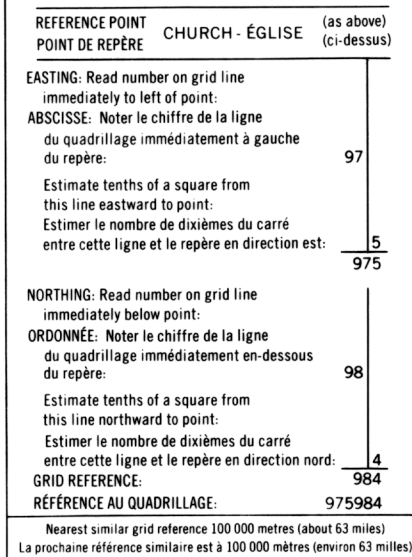 REFERENCE POINT CHURCH - ÉGLISE (as above)
POINT DE REPÈRE (ci-dessus)
EASTING: Read number on grid line
immediately to left of point:
ABSCISSE: Noter le chiffre de la ligne
du quadrillage immédiatement à gauche
du repère: 97
Estimate tenths of a square from
this line eastward to point:
Estimer le nombre de dixièmes du carré
entre cette ligne et le repère en direction est: 5
975
NORTHING: Read number on grid line
immediately below point:
ORDONNÉE: Noter le chiffre de la ligne
du quadrillage immédiatement en-dessous
du repère: 98
Estimate tenths of a square from
this line northward to point:
Estimer le nombre de dixièmes du carré
entre cette ligne et le repère en direction nord: 4
GRID REFERENCE: 984
RÉFÉRENCE AU QUADRILLAGE: 975984
Nearest similar grid reference 100 000 metres (about 63 miles)
La prochaine référence similaire est à 100 000 mètres (environ 63 milles)